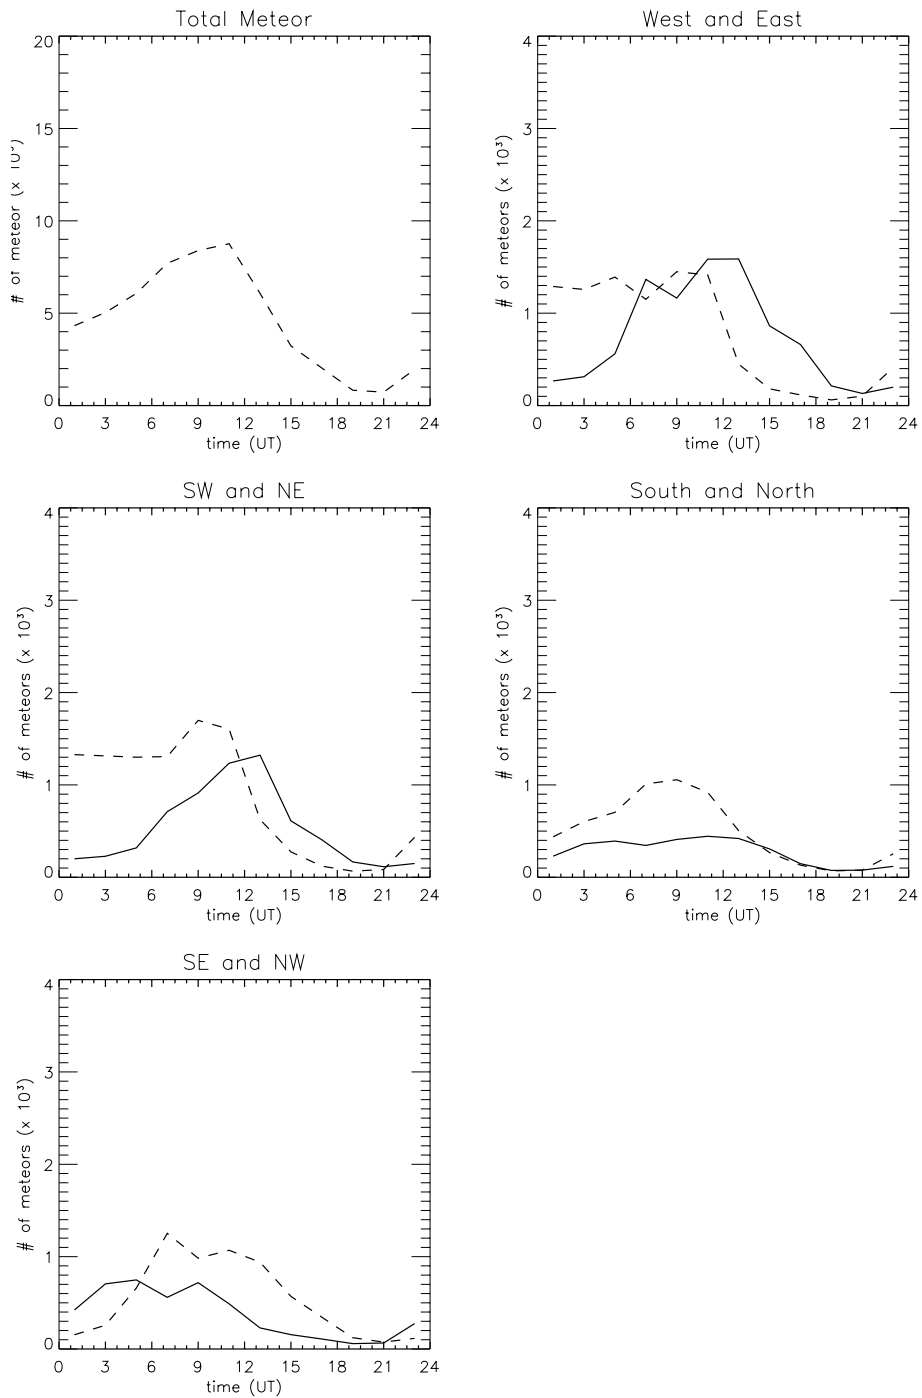 Total Meteor
20
15
10
5
0
# of meteor (x 10³)
0 3 6 9 12 15 18 21 24
time (UT)
West and East
4
3
2
1
0
# of meteors (x 10³)
0 3 6 9 12 15 18 21 24
time (UT)
SW and NE
4
3
2
1
0
# of meteors (x 10³)
0 3 6 9 12 15 18 21 24
time (UT)
South and North
4
3
2
1
0
# of meteors (x 10³)
0 3 6 9 12 15 18 21 24
time (UT)
SE and NW
4
3
2
1
0
# of meteors (x 10³)
0 3 6 9 12 15 18 21 24
time (UT)